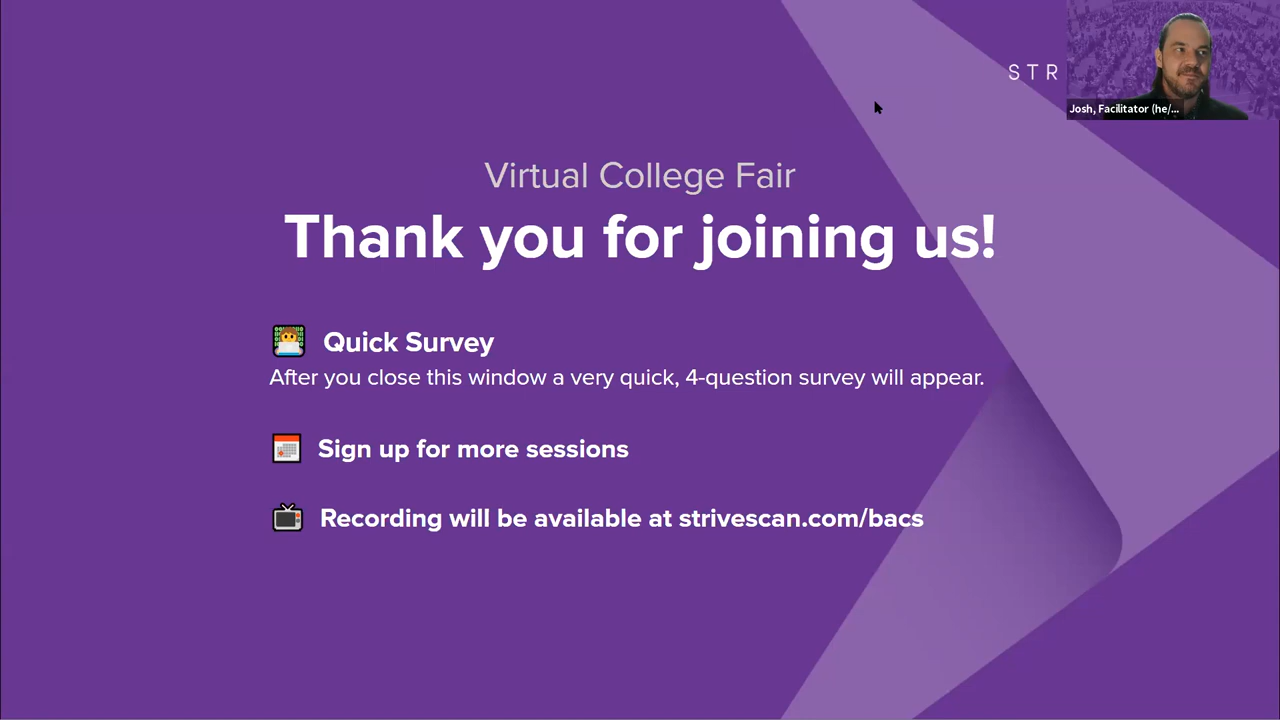 STR
Josh, Facilitator (he/...
Virtual College Fair
Thank you for joining us!
Quick Survey
After you close this window a very quick, 4-question survey will appear.
Sign up for more sessions
Recording will be available at strivescan.com/bacs